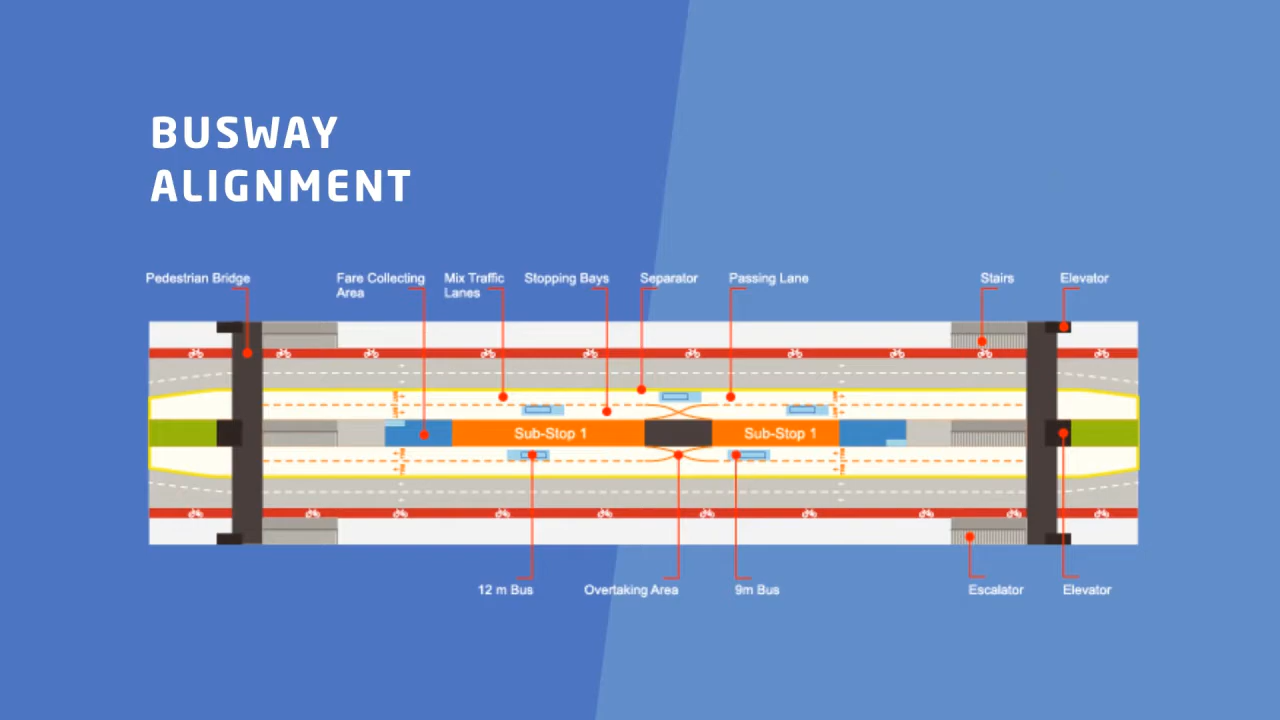 BUSWAY
ALIGNMENT
Pedestrian Bridge
Fare Collecting
Area
Mix Traffic
Lanes
Stopping Bays
Separator
Passing Lane
Stairs
Elevator
Sub-Stop 1
Sub-Stop 1
12 m Bus
Overtaking Area
9m Bus
Escalator
Elevator